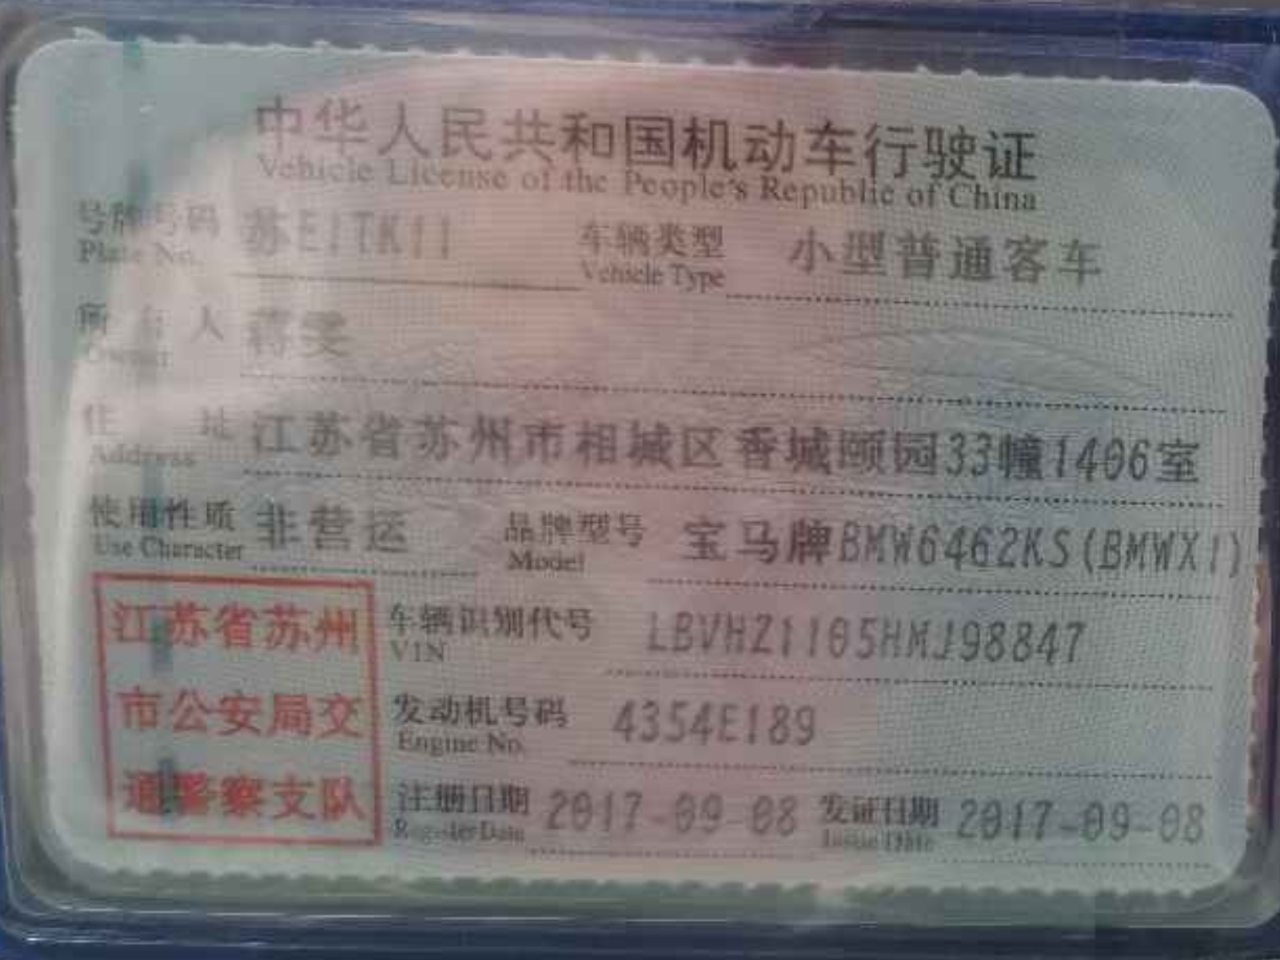 中华人民共和国机动车行驶证
Vehicle License of the People's Republic of China
号牌号码 苏E1TK11 车辆类型 小型普通客车
Plate No. Vehicle Type
所有人 蒋雯
Owner
住址 江苏省苏州市相城区香城颐园33幢1406室
Address
使用性质 非营运 品牌型号 宝马牌BMW6462KS(BMWX1)
Use Character Model
江苏省苏州
市公安局交
通警察支队
车辆识别代号 LBVHZ1105HMJ98847
VIN
发动机号码 4354E189
Engine No.
注册日期 2017-09-08 发证日期 2017-09-08
Register Date Issue Date